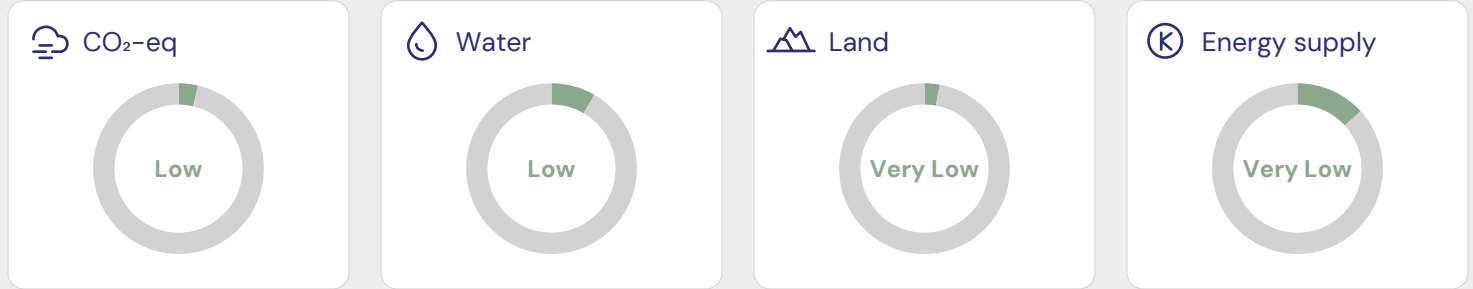 CO₂-eq
Low
Water
Low
Land
Very Low
Energy supply
Very Low